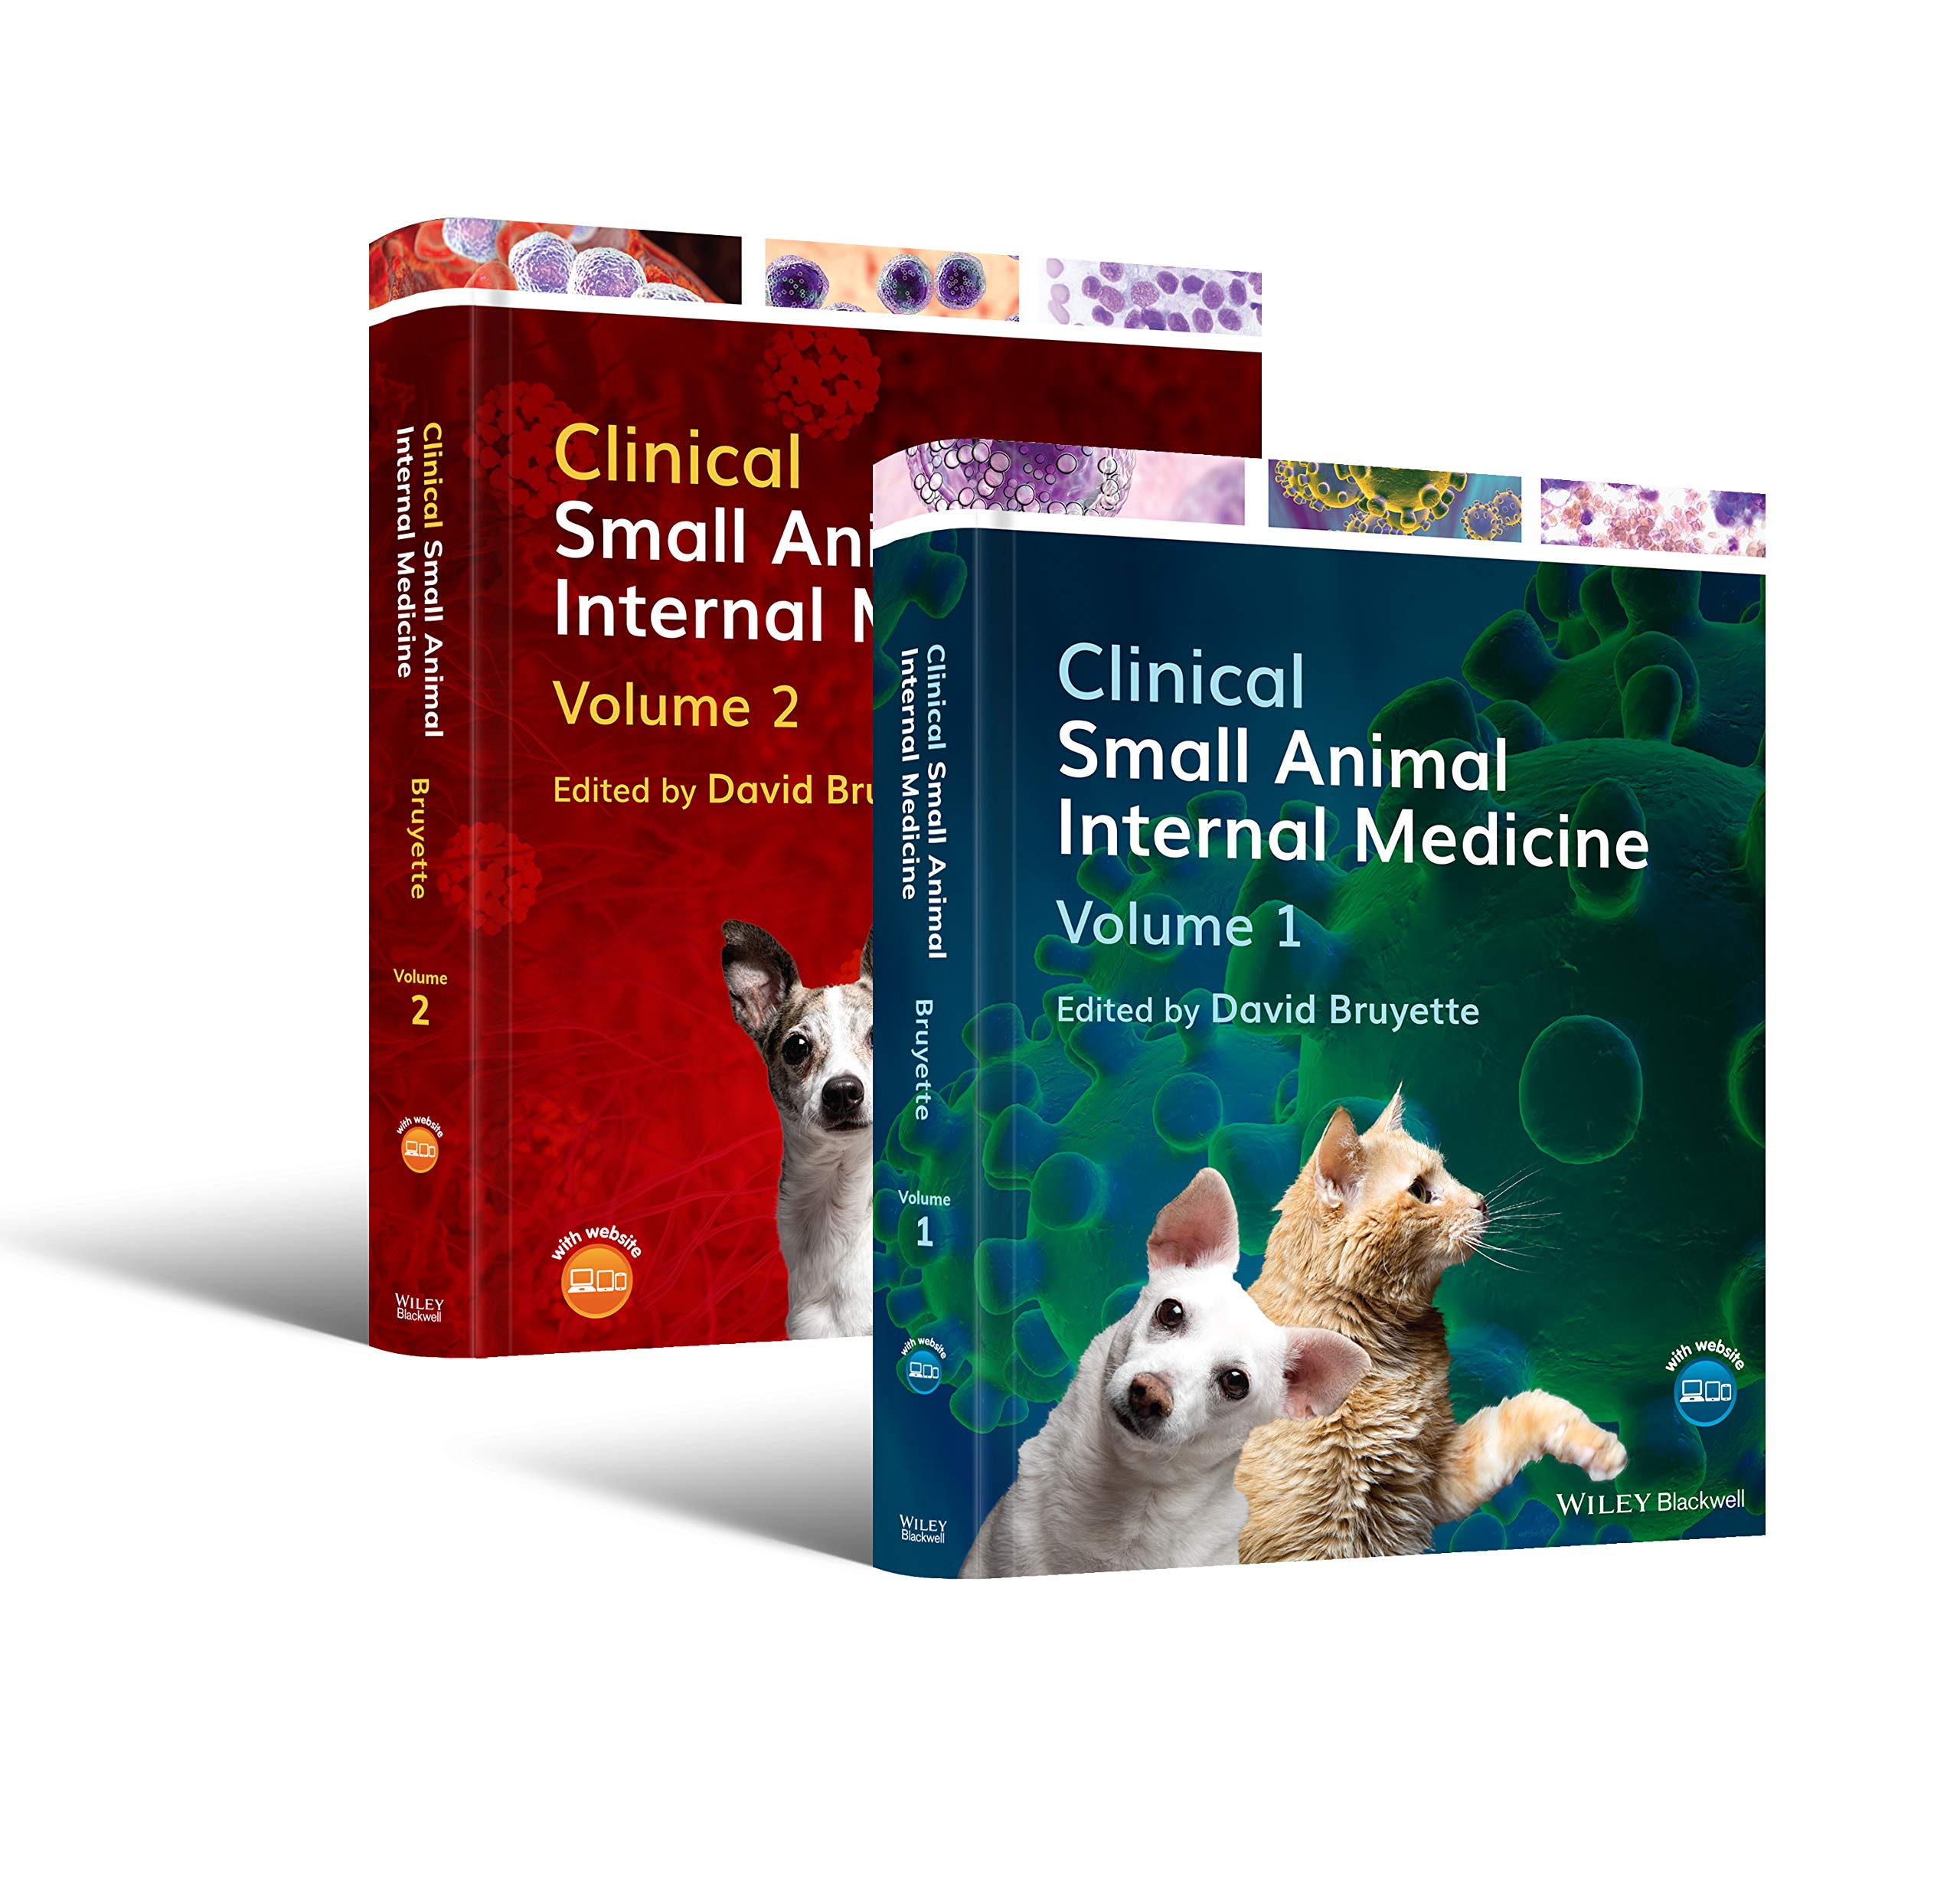 Clinical Small Animal
Internal Medicine
Bruyette
Volume
2
with website
WILEY
Blackwell
Clinical
Small Ani
Internal
Volume 2
Edited by David Bru
with website
Clinical Small Animal
Internal Medicine
Bruyette
Volume
1
with website
WILEY
Blackwell
Clinical
Small Animal
Internal Medicine
Volume 1
Edited by David Bruyette
with website
WILEY Blackwell